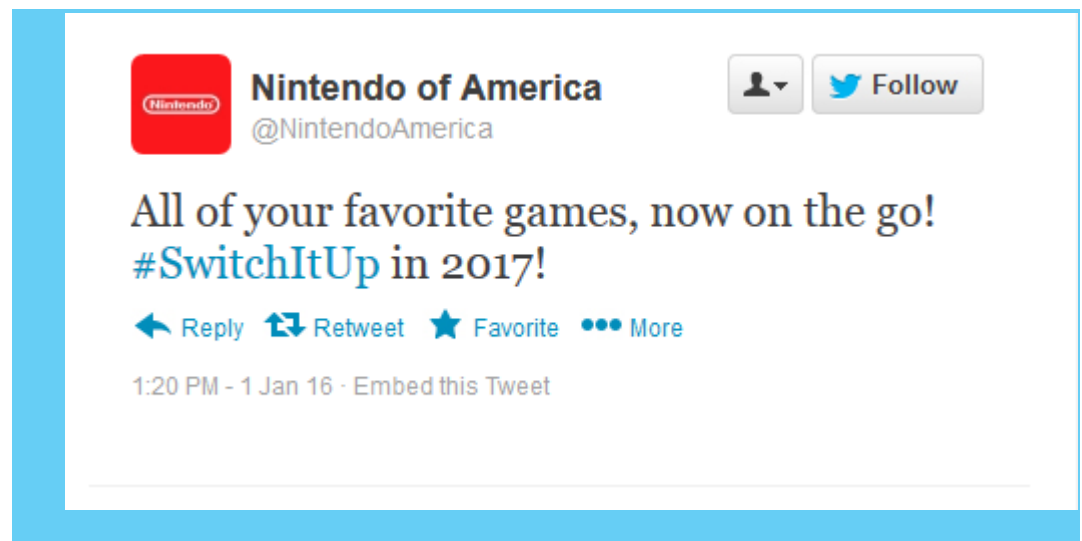 Nintendo
Nintendo of America
@NintendoAmerica
Follow
All of your favorite games, now on the go!
#SwitchItUp in 2017!
Reply Retweet Favorite More
1:20 PM - 1 Jan 16 · Embed this Tweet